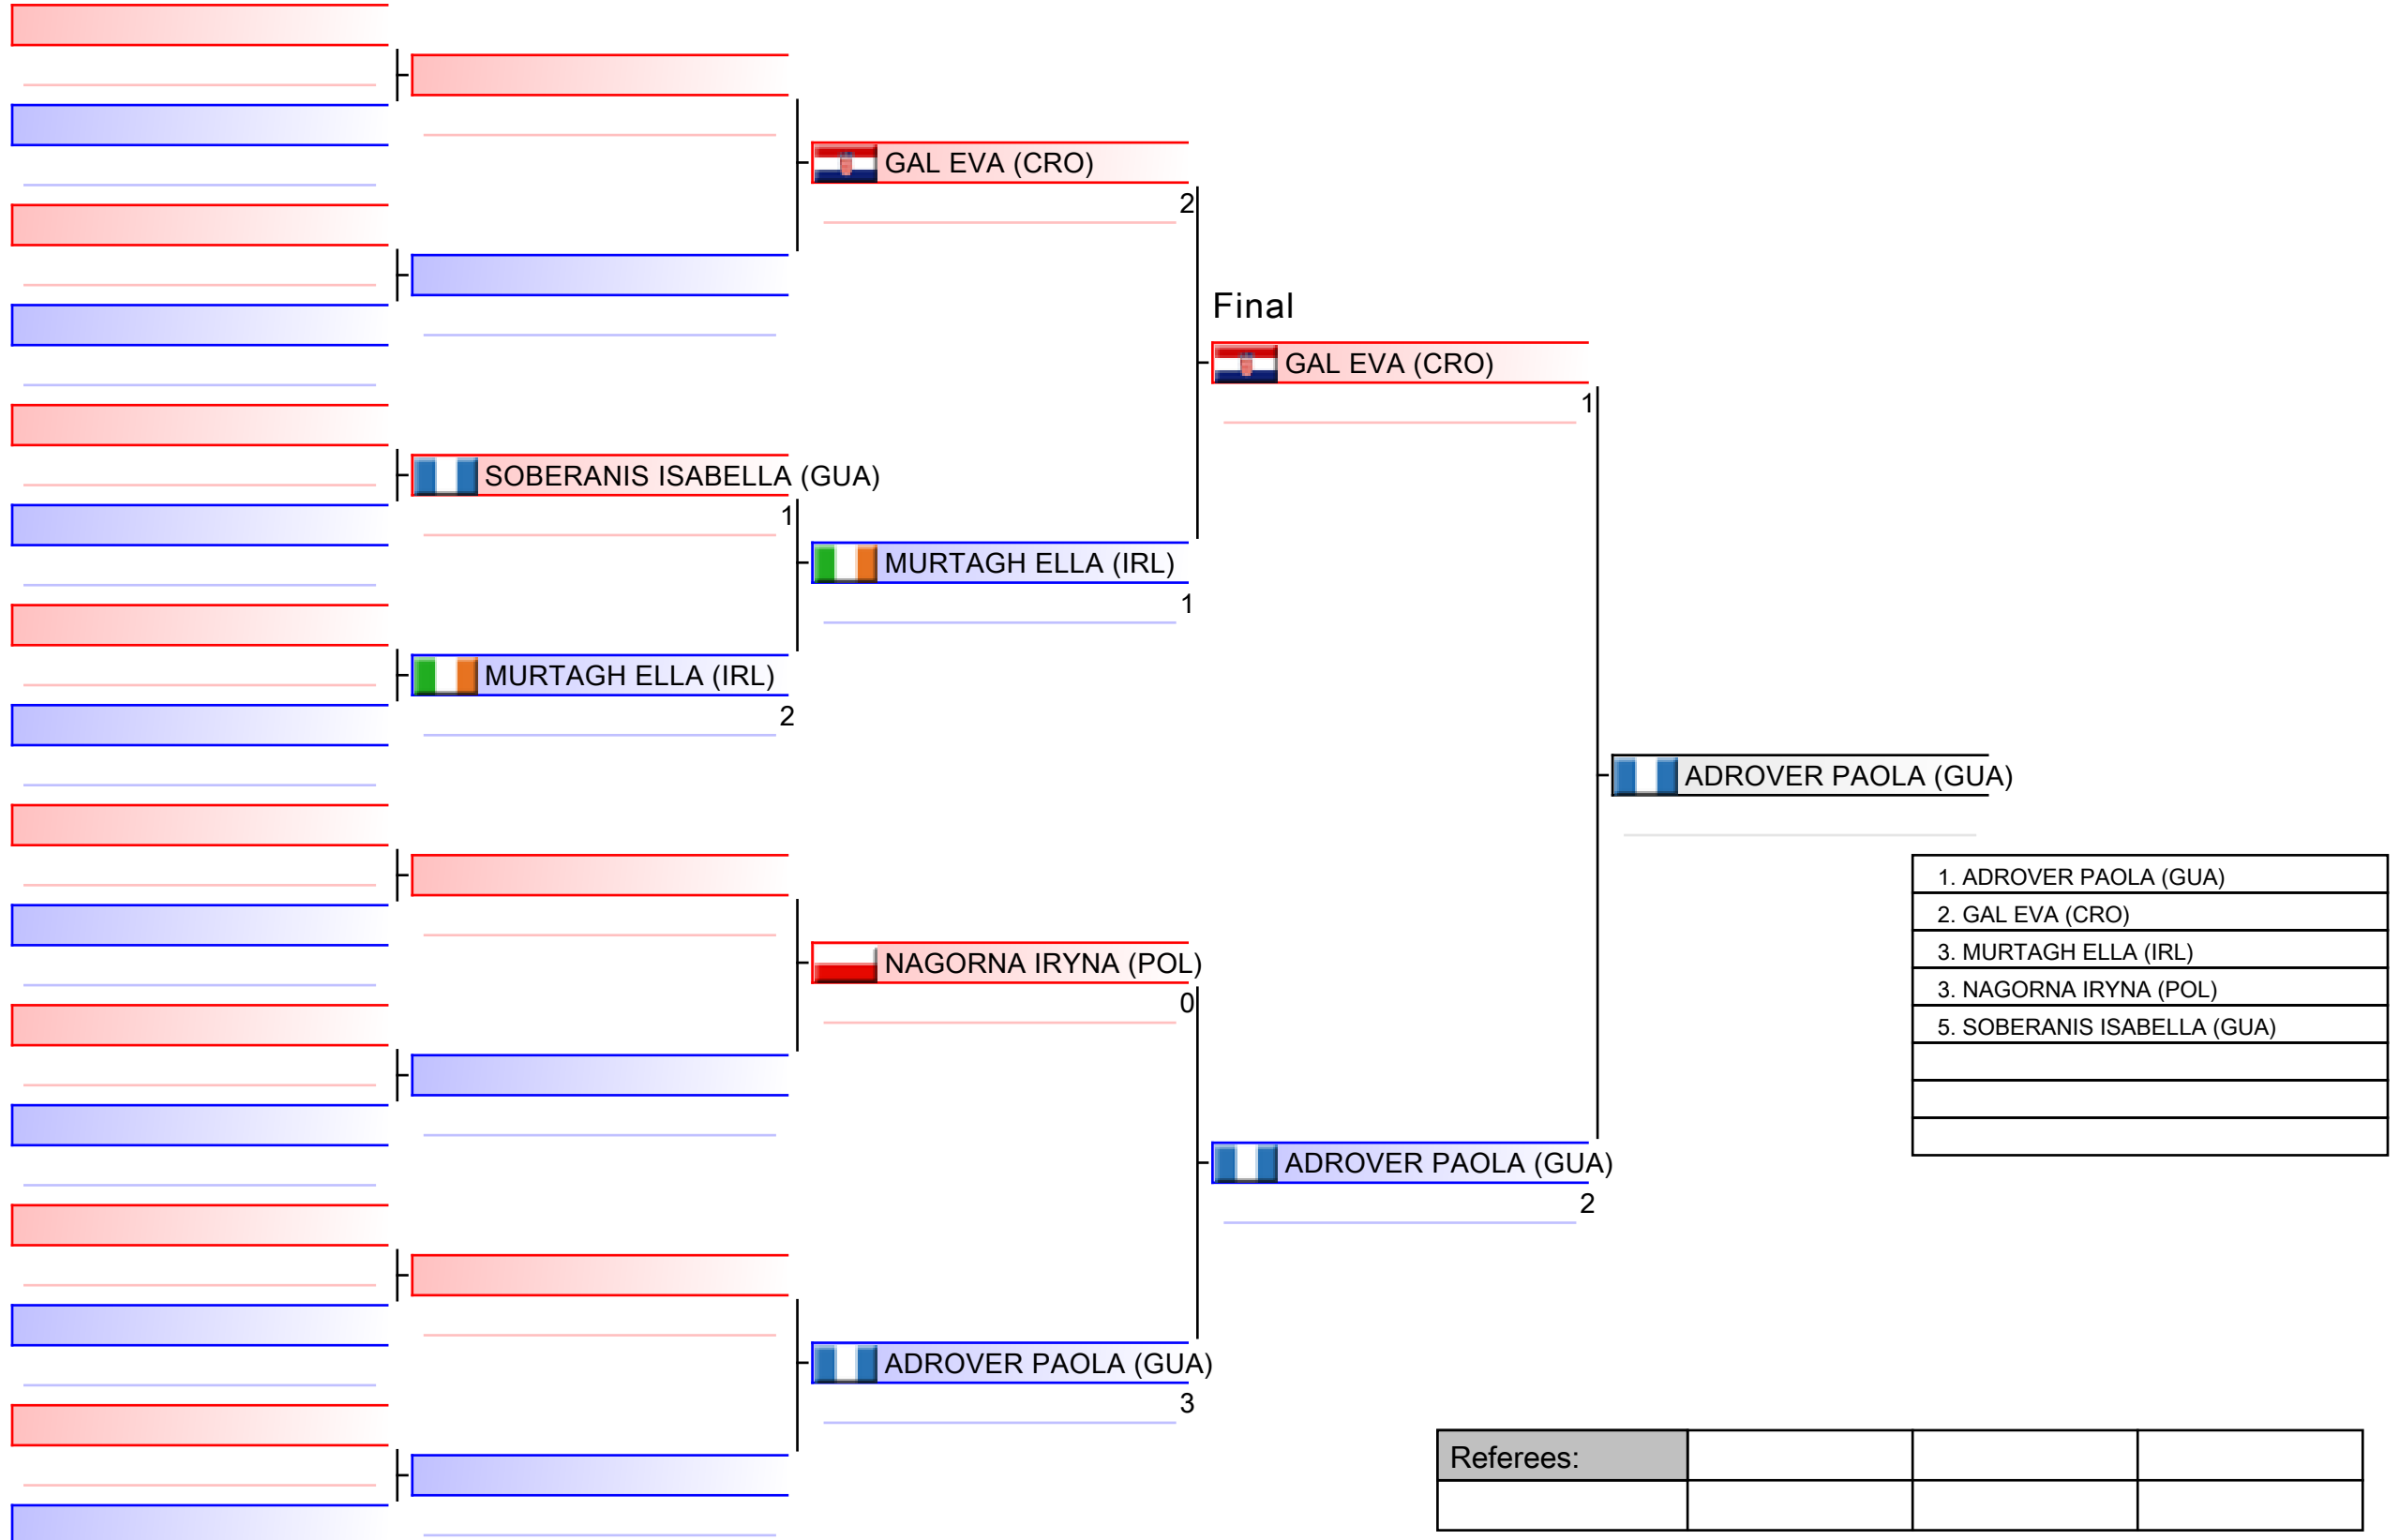 GAL EVA (CRO)
2
Final
GAL EVA (CRO)
1
SOBERANIS ISABELLA (GUA)
1
MURTAGH ELLA (IRL)
1
MURTAGH ELLA (IRL)
2
ADROVER PAOLA (GUA)
1. ADROVER PAOLA (GUA)
2. GAL EVA (CRO)
3. MURTAGH ELLA (IRL)
3. NAGORNA IRYNA (POL)
5. SOBERANIS ISABELLA (GUA)
NAGORNA IRYNA (POL)
0
ADROVER PAOLA (GUA)
2
ADROVER PAOLA (GUA)
3
Referees: